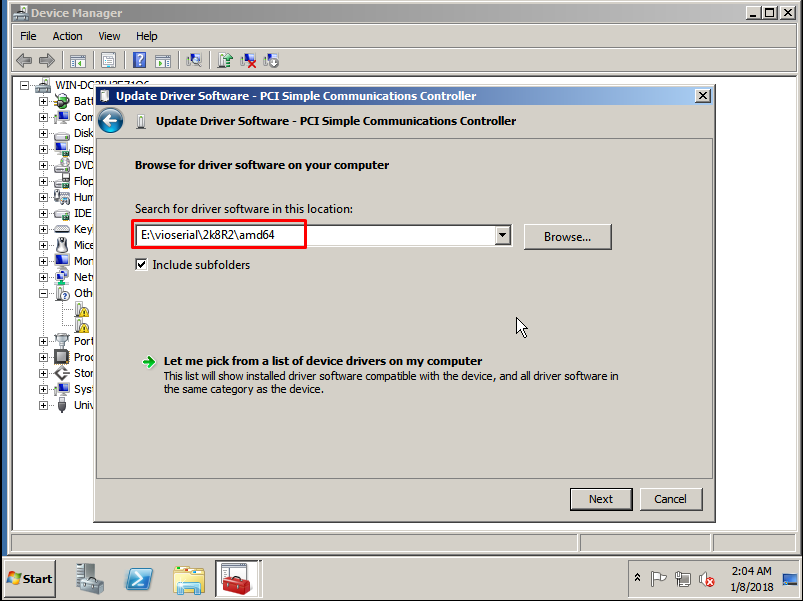 Device Manager
File Action View Help
WIN-DC
Update Driver Software - PCI Simple Communications Controller
Update Driver Software - PCI Simple Communications Controller
Batt
Com
Disk
Disp
DVD
Flop
Hum
IDE
Key
Mice
Mon
Net
Oth
Port
Proc
Stor
Syst
Univ
Browse for driver software on your computer
Search for driver software in this location:
E:\vioserial\2k8R2\amd64
Browse...
Include subfolders
Let me pick from a list of device drivers on my computer
This list will show installed driver software compatible with the device, and all driver software in
the same category as the device.
Next Cancel
Start
2:04 AM
1/8/2018